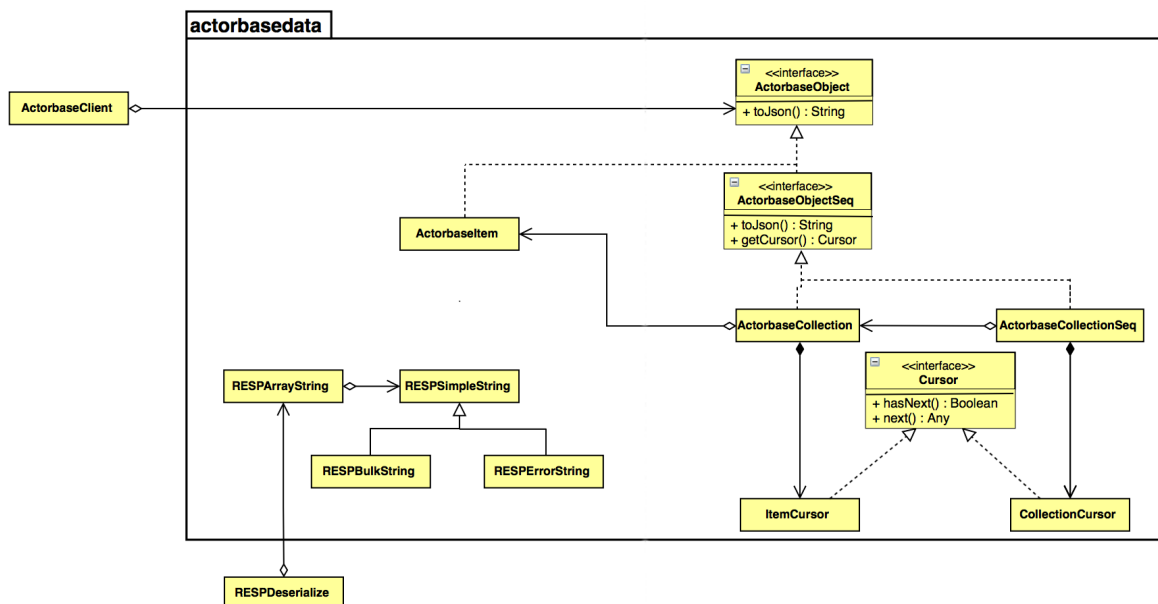 actorbasedata
<<interface>>
ActorbaseObject
+ toJson() : String
ActorbaseClient
<<interface>>
ActorbaseObjectSeq
+ toJson() : String
+ getCursor() : Cursor
ActorbaseItem
ActorbaseCollection
ActorbaseCollectionSeq
<<interface>>
Cursor
+ hasNext() : Boolean
+ next() : Any
RESPArrayString
RESPSimpleString
RESPBulkString
RESPErrorString
ItemCursor
CollectionCursor
RESPDeserialize